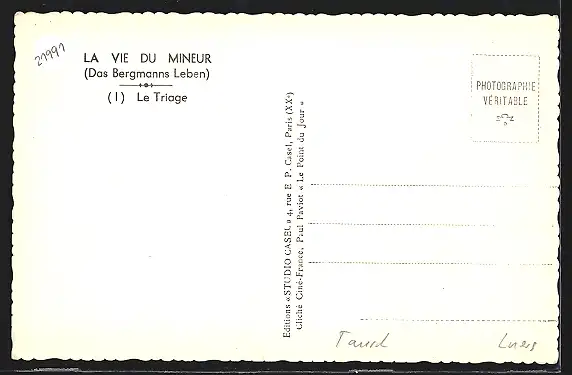 21991
LA VIE DU MINEUR
(Das Bergmanns Leben)
(1) Le Triage
PHOTOGRAPHIE
VÉRITABLE
Editions « STUDIO CASEL » 4, rue E. P. Casel, Paris (XXe)
Cliché Ciné-France, Paul Paviot « Le Point du Jour »